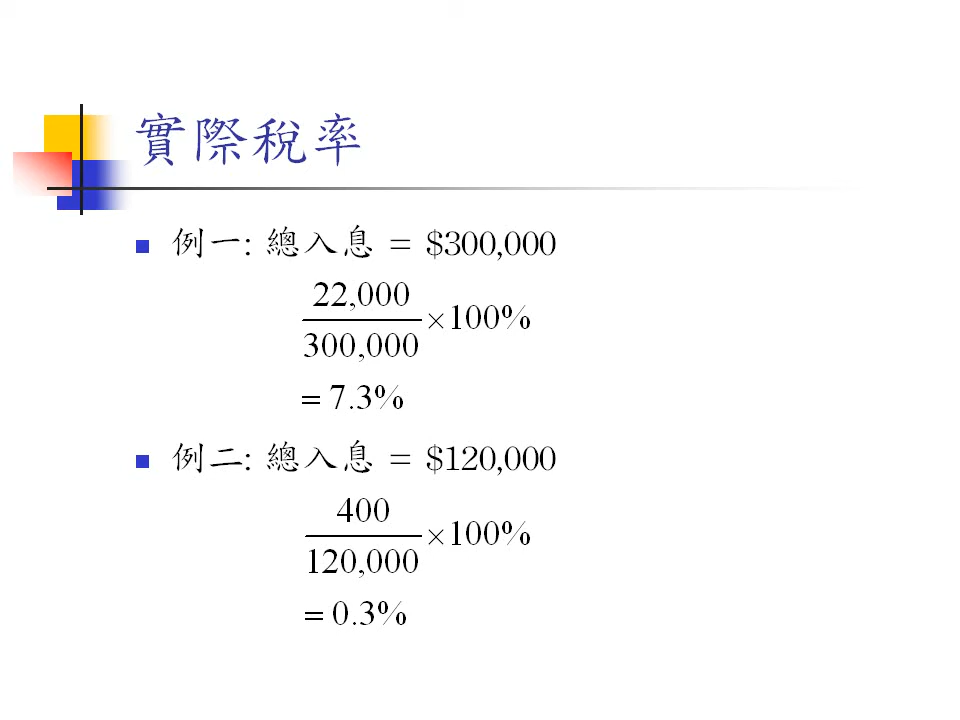 實際稅率
例一: 總入息 = $300,000
22,000
300,000
×100%
= 7.3%
例二: 總入息 = $120,000
400
120,000
×100%
= 0.3%